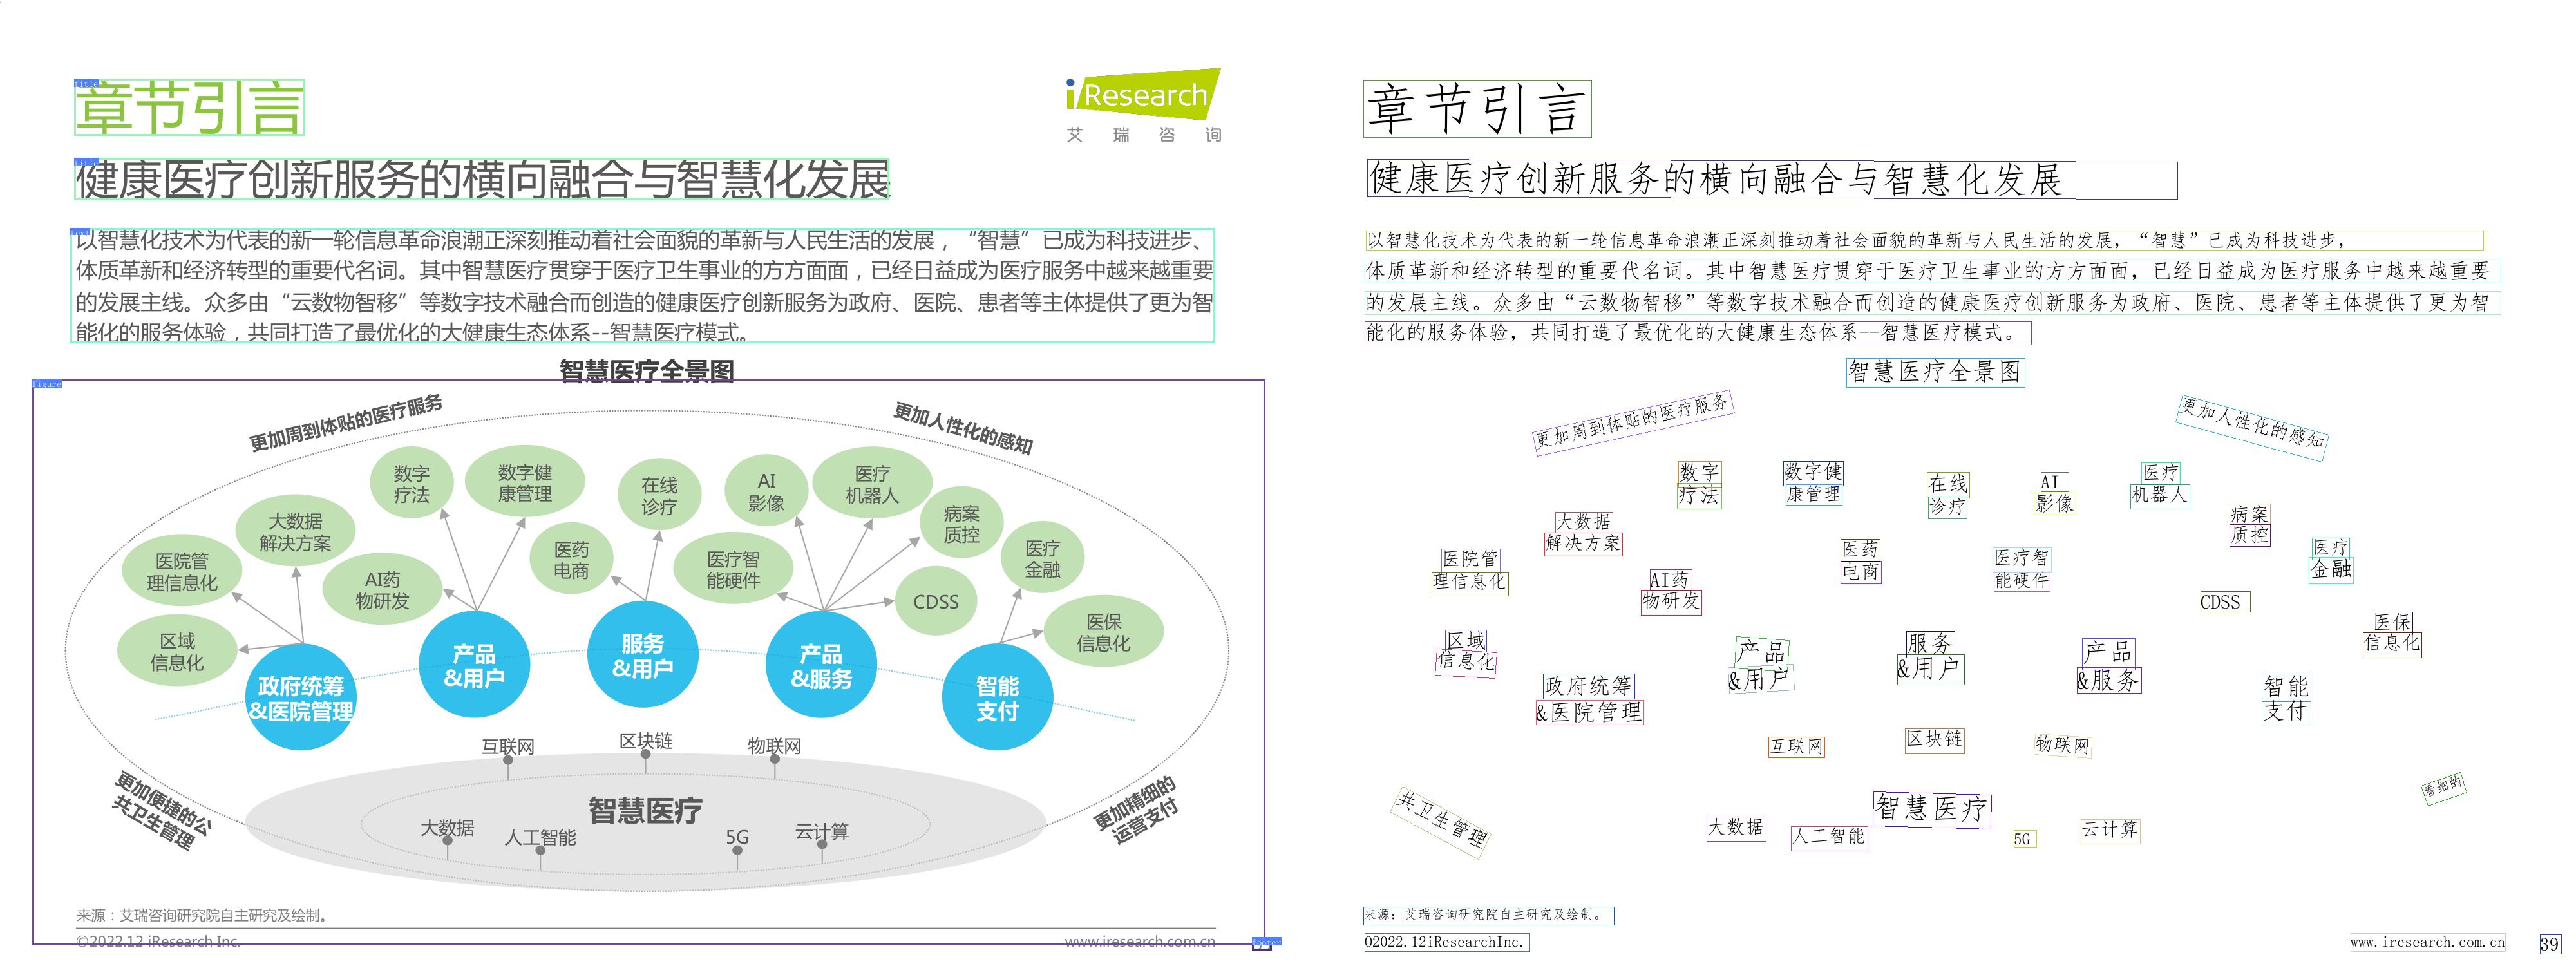 title
章节引言
iResearch
艾瑞咨询
title
健康医疗创新服务的横向融合与智慧化发展
text
以智慧化技术为代表的新一轮信息革命浪潮正深刻推动着社会面貌的革新与人民生活的发展，“智慧”已成为科技进步、
体质革新和经济转型的重要代名词。其中智慧医疗贯穿于医疗卫生事业的方方面面，已经日益成为医疗服务中越来越重要
的发展主线。众多由“云数物智移”等数字技术融合而创造的健康医疗创新服务为政府、医院、患者等主体提供了更为智
能化的服务体验，共同打造了最优化的大健康生态体系--智慧医疗模式。
智慧医疗全景图
figure
更加周到体贴的医疗服务
更加人性化的感知
数字
疗法
数字健
康管理
在线
诊疗
AI
影像
医疗
机器人
大数据
解决方案
病案
质控
医院管
理信息化
AI药
物研发
医药
电商
医疗智
能硬件
医疗
金融
CDSS
区域
信息化
医保
信息化
政府统筹
&医院管理
产品
&用户
服务
&用户
产品
&服务
智能
支付
互联网
区块链
物联网
更加便捷的公
共卫生管理
智慧医疗
更加精细的
运营支付
大数据
人工智能
5G
云计算
来源：艾瑞咨询研究院自主研究及绘制。
©2022.12 iResearch Inc.
www.iresearch.com.cn
footer
章节引言
健康医疗创新服务的横向融合与智慧化发展
以智慧化技术为代表的新一轮信息革命浪潮正深刻推动着社会面貌的革新与人民生活的发展，“智慧”已成为科技进步，
体质革新和经济转型的重要代名词。其中智慧医疗贯穿于医疗卫生事业的方方面面，已经日益成为医疗服务中越来越重要
的发展主线。众多由“云数物智移”等数字技术融合而创造的健康医疗创新服务为政府、医院、患者等主体提供了更为智
能化的服务体验，共同打造了最优化的大健康生态体系--智慧医疗模式。
智慧医疗全景图
更加周到体贴的医疗服务
更加人性化的感知
数字
疗法
数字健
康管理
在线
诊疗
AI
影像
医疗
机器人
大数据
解决方案
病案
质控
医院管
理信息化
AI药
物研发
医药
电商
医疗智
能硬件
医疗
金融
CDSS
区域
信息化
医保
信息化
政府统筹
&医院管理
产品
&用户
服务
&用户
产品
&服务
智能
支付
互联网
区块链
物联网
共卫生管理
智慧医疗
看细的
大数据
人工智能
5G
云计算
来源：艾瑞咨询研究院自主研究及绘制。
O2022.12iResearchInc.
www.iresearch.com.cn
39